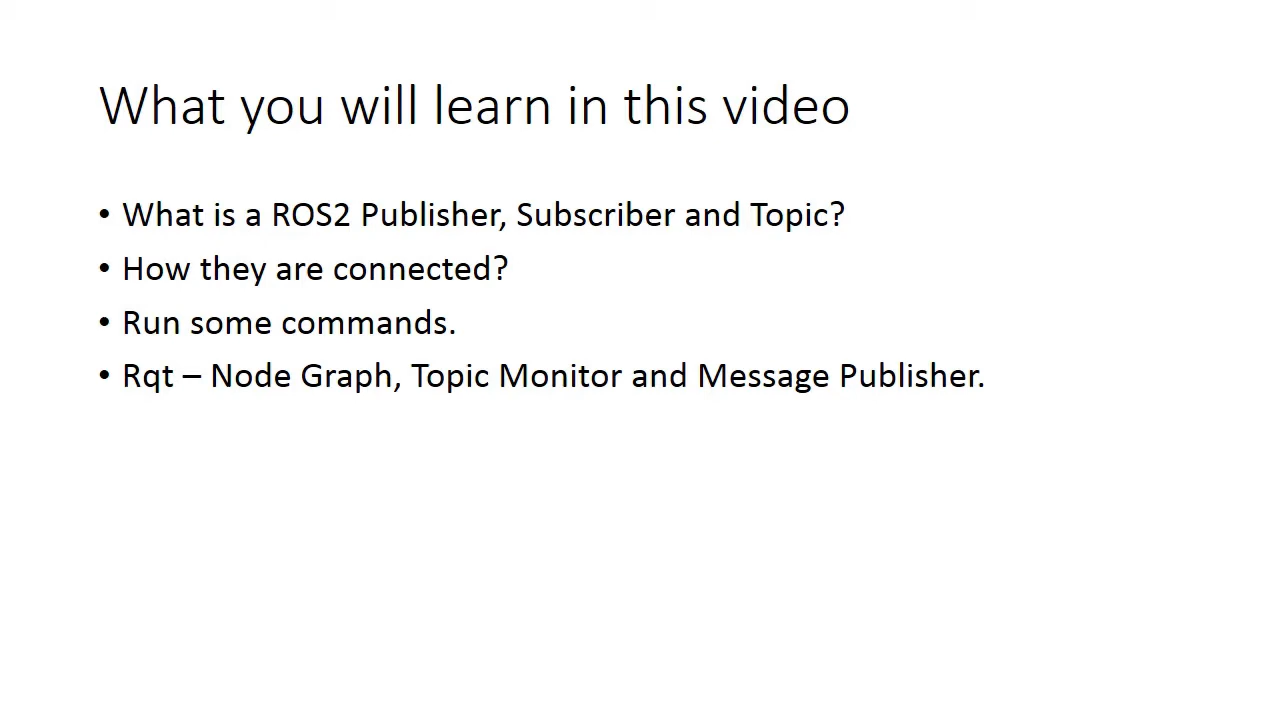 What you will learn in this video
• What is a ROS2 Publisher, Subscriber and Topic?
• How they are connected?
• Run some commands.
• Rqt – Node Graph, Topic Monitor and Message Publisher.